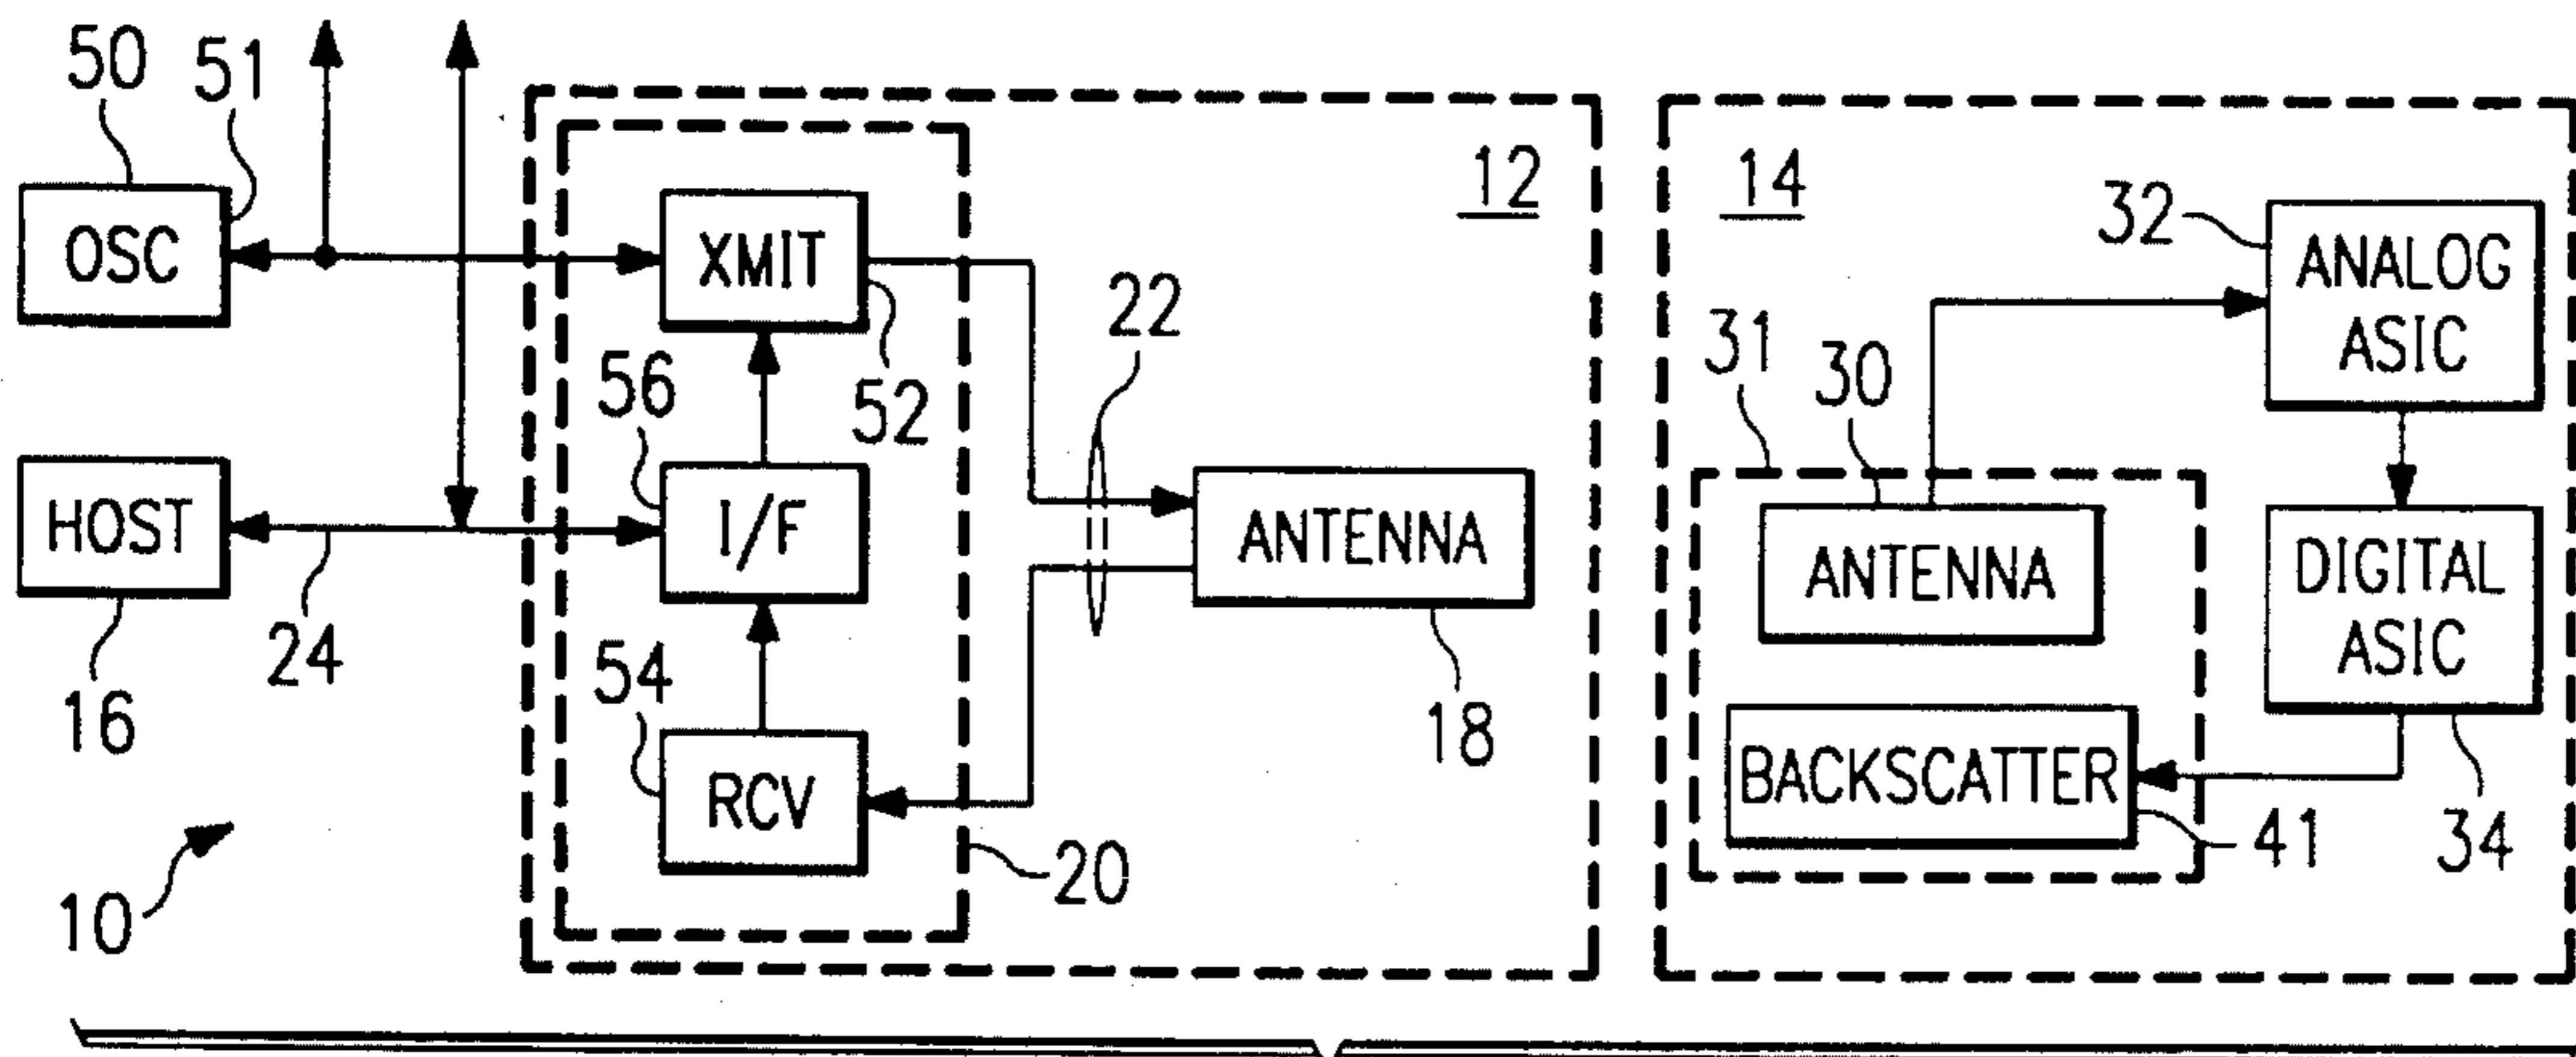 50
51
OSC
HOST
16
24
10
12
XMIT
52
56
I/F
54
RCV
20
22
ANTENNA
18
14
32
ANALOG
ASIC
31
30
ANTENNA
DIGITAL
ASIC
34
BACKSCATTER
41